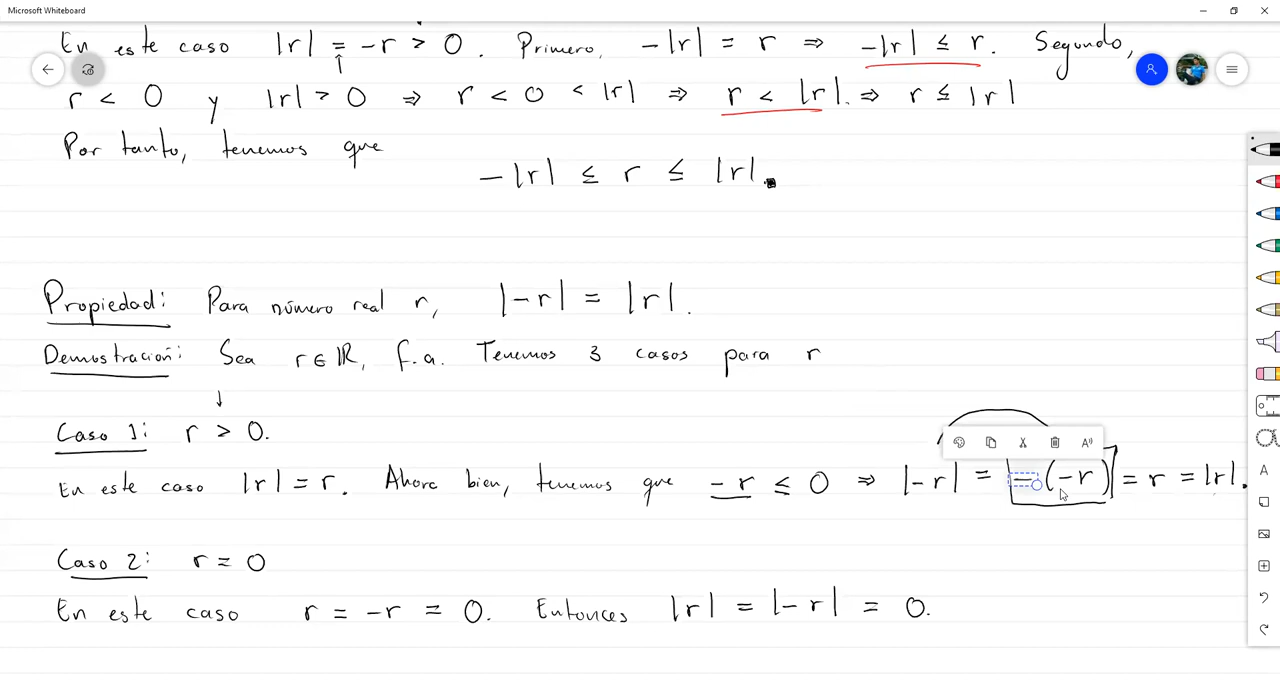 Microsoft Whiteboard
En este caso |r| = -r > 0. Primero, -|r| = r ⇒ -|r| ≤ r. Segundo,
r < 0 y |r| > 0 ⇒ r < 0 < |r| ⇒ r < |r|. ⇒ r ≤ |r|
Por tanto, tenemos que
-|r| ≤ r ≤ |r|.
Propiedad: Para número real r, |-r| = |r|.
Demostración: Sea r ∈ ℝ, f.a. Tenemos 3 casos para r
↓
Caso 1: r > 0.
En este caso |r| = r. Ahora bien, tenemos que -r ≤ 0 ⇒ |-r| = -(-r) = r = |r|.
Caso 2: r = 0
En este caso r = -r = 0. Entonces |r| = |-r| = 0.